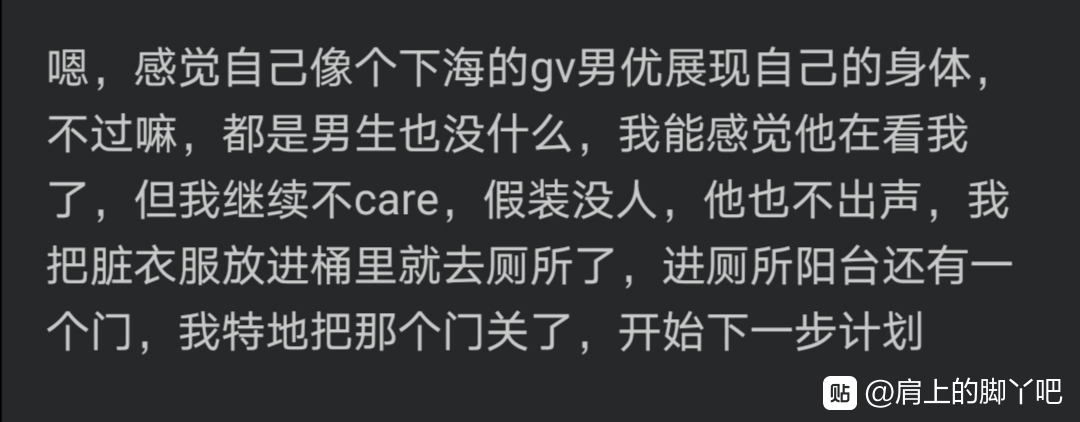 嗯，感觉自己像个下海的gv男优展现自己的身体，
不过嘛，都是男生也没什么，我能感觉他在看我
了，但我继续不care，假装没人，他也不出声，我
把脏衣服放进桶里就去厕所了，进厕所阳台还有一
个门，我特地把那个门关了，开始下一步计划
贴 @肩上的脚丫吧